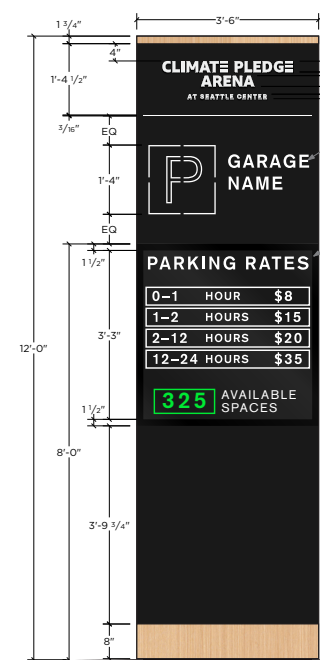 3'-6"
1 3/4"
4"
1'-4 1/2"
3/16"
EQ
1'-4"
EQ
1 1/2"
3'-3"
12'-0"
1 1/2"
8'-0"
3'-9 3/4"
8"
CLIMATE PLEDGE
ARENA
AT SEATTLE CENTER
P
GARAGE
NAME
PARKING RATES
0–1 HOUR $8
1–2 HOURS $15
2–12 HOURS $20
12–24 HOURS $35
325 AVAILABLE
SPACES